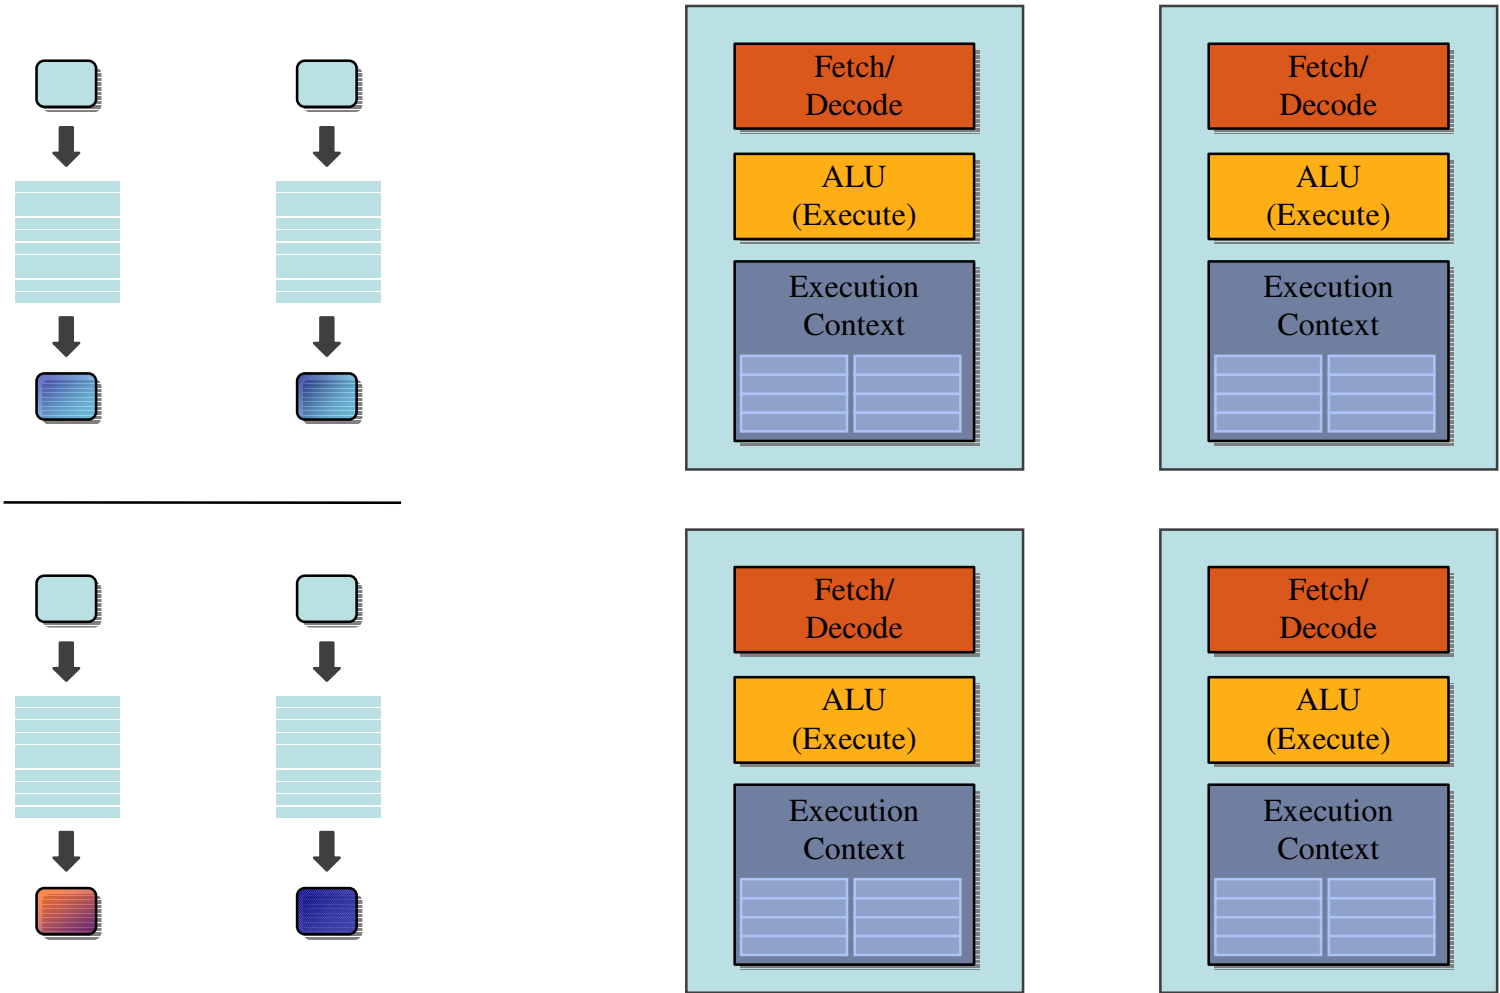 Fetch/
Decode
ALU
(Execute)
Execution
Context
Fetch/
Decode
ALU
(Execute)
Execution
Context
Fetch/
Decode
ALU
(Execute)
Execution
Context
Fetch/
Decode
ALU
(Execute)
Execution
Context